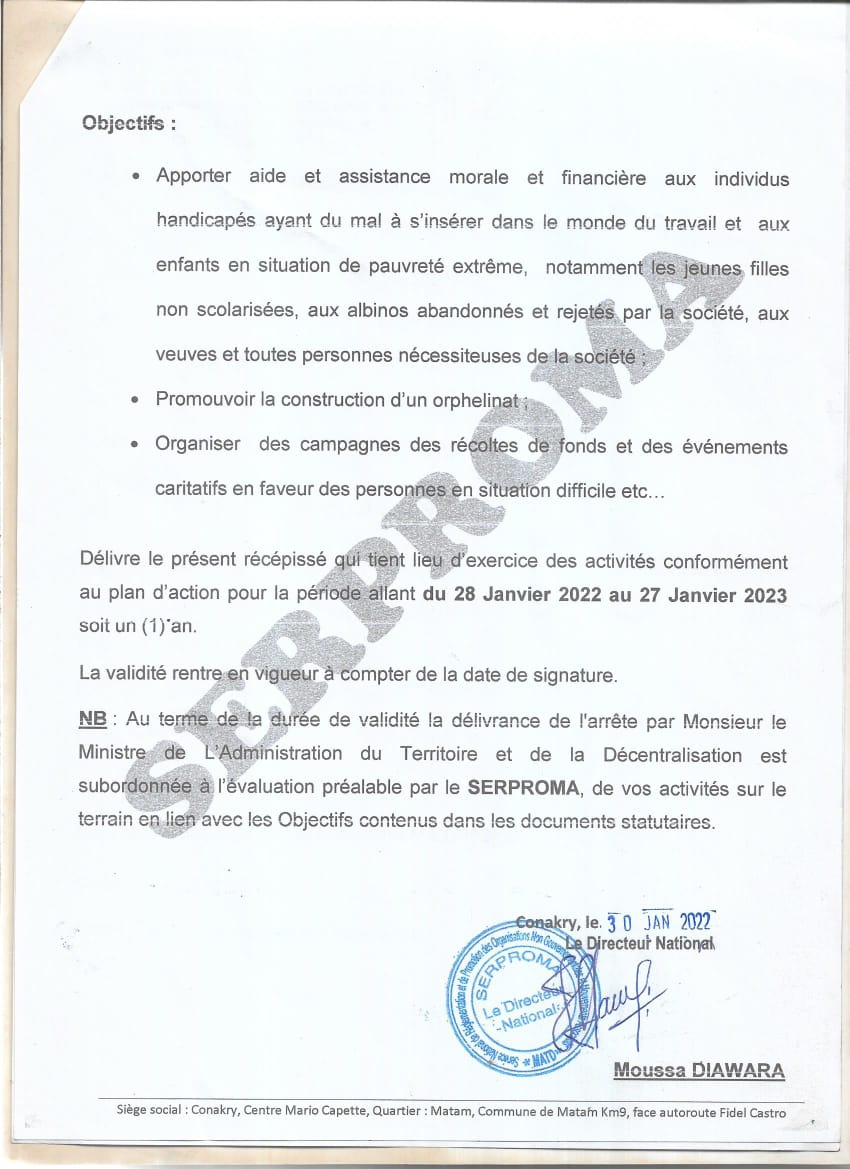 Objectifs :
• Apporter aide et assistance morale et financière aux individus
handicapés ayant du mal à s'insérer dans le monde du travail et aux
enfants en situation de pauvreté extrême, notamment les jeunes filles
non scolarisées, aux albinos abandonnés et rejetés par la société, aux
veuves et toutes personnes nécessiteuses de la société ;
• Promouvoir la construction d'un orphelinat ;
• Organiser des campagnes des récoltes de fonds et des événements
caritatifs en faveur des personnes en situation difficile etc…
SERPROMA
Délivre le présent récépissé qui tient lieu d'exercice des activités conformément
au plan d'action pour la période allant du 28 Janvier 2022 au 27 Janvier 2023
soit un (1) an.
La validité rentre en vigueur à compter de la date de signature.
NB : Au terme de la durée de validité la délivrance de l'arrête par Monsieur le
Ministre de L'Administration du Territoire et de la Décentralisation est
subordonnée à l'évaluation préalable par le SERPROMA, de vos activités sur le
terrain en lien avec les Objectifs contenus dans les documents statutaires.
Conakry, le. 30 JAN 2022
Le Directeur National
Service National de Réglementation et de Promotion des Organisations Non
SERPROMA
Le Directeur
-National-
* MATD *
Moussa DIAWARA
Siège social : Conakry, Centre Mario Capette, Quartier : Matam, Commune de Matam Km9, face autoroute Fidel Castro